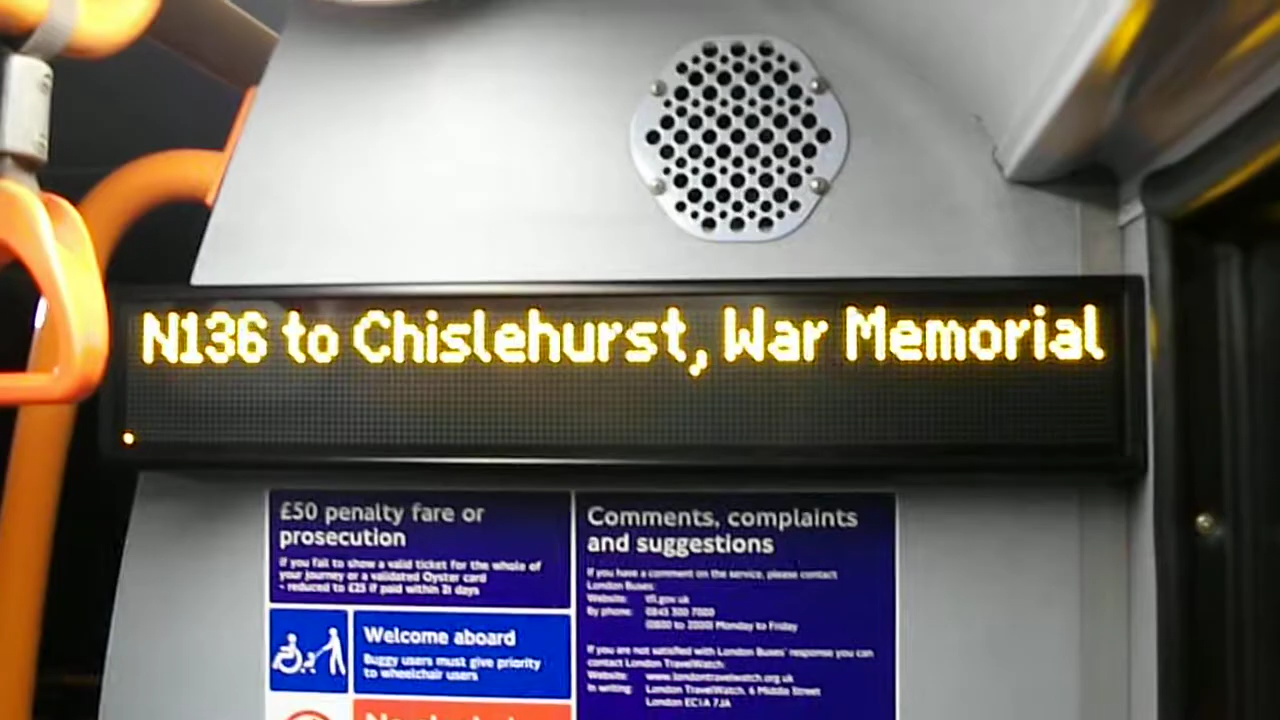 N136 to Chislehurst, War Memorial
£50 penalty fare or
prosecution
If you fail to show a valid ticket for the whole of
your journey or a validated Oyster card
- reduced to £25 if paid within 21 days
Welcome aboard
Buggy users must give priority
to wheelchair users
Comments, complaints
and suggestions
If you have a comment on the service, please contact
London Buses:
Website: tfl.gov.uk
By phone: 0845 300 7000
(0800 to 2000) Monday to Friday
If you are not satisfied with London Buses' response you can
contact London TravelWatch:
Website: www.londontravelwatch.org.uk
In writing: London TravelWatch, 6 Middle Street
London EC1A 7JA